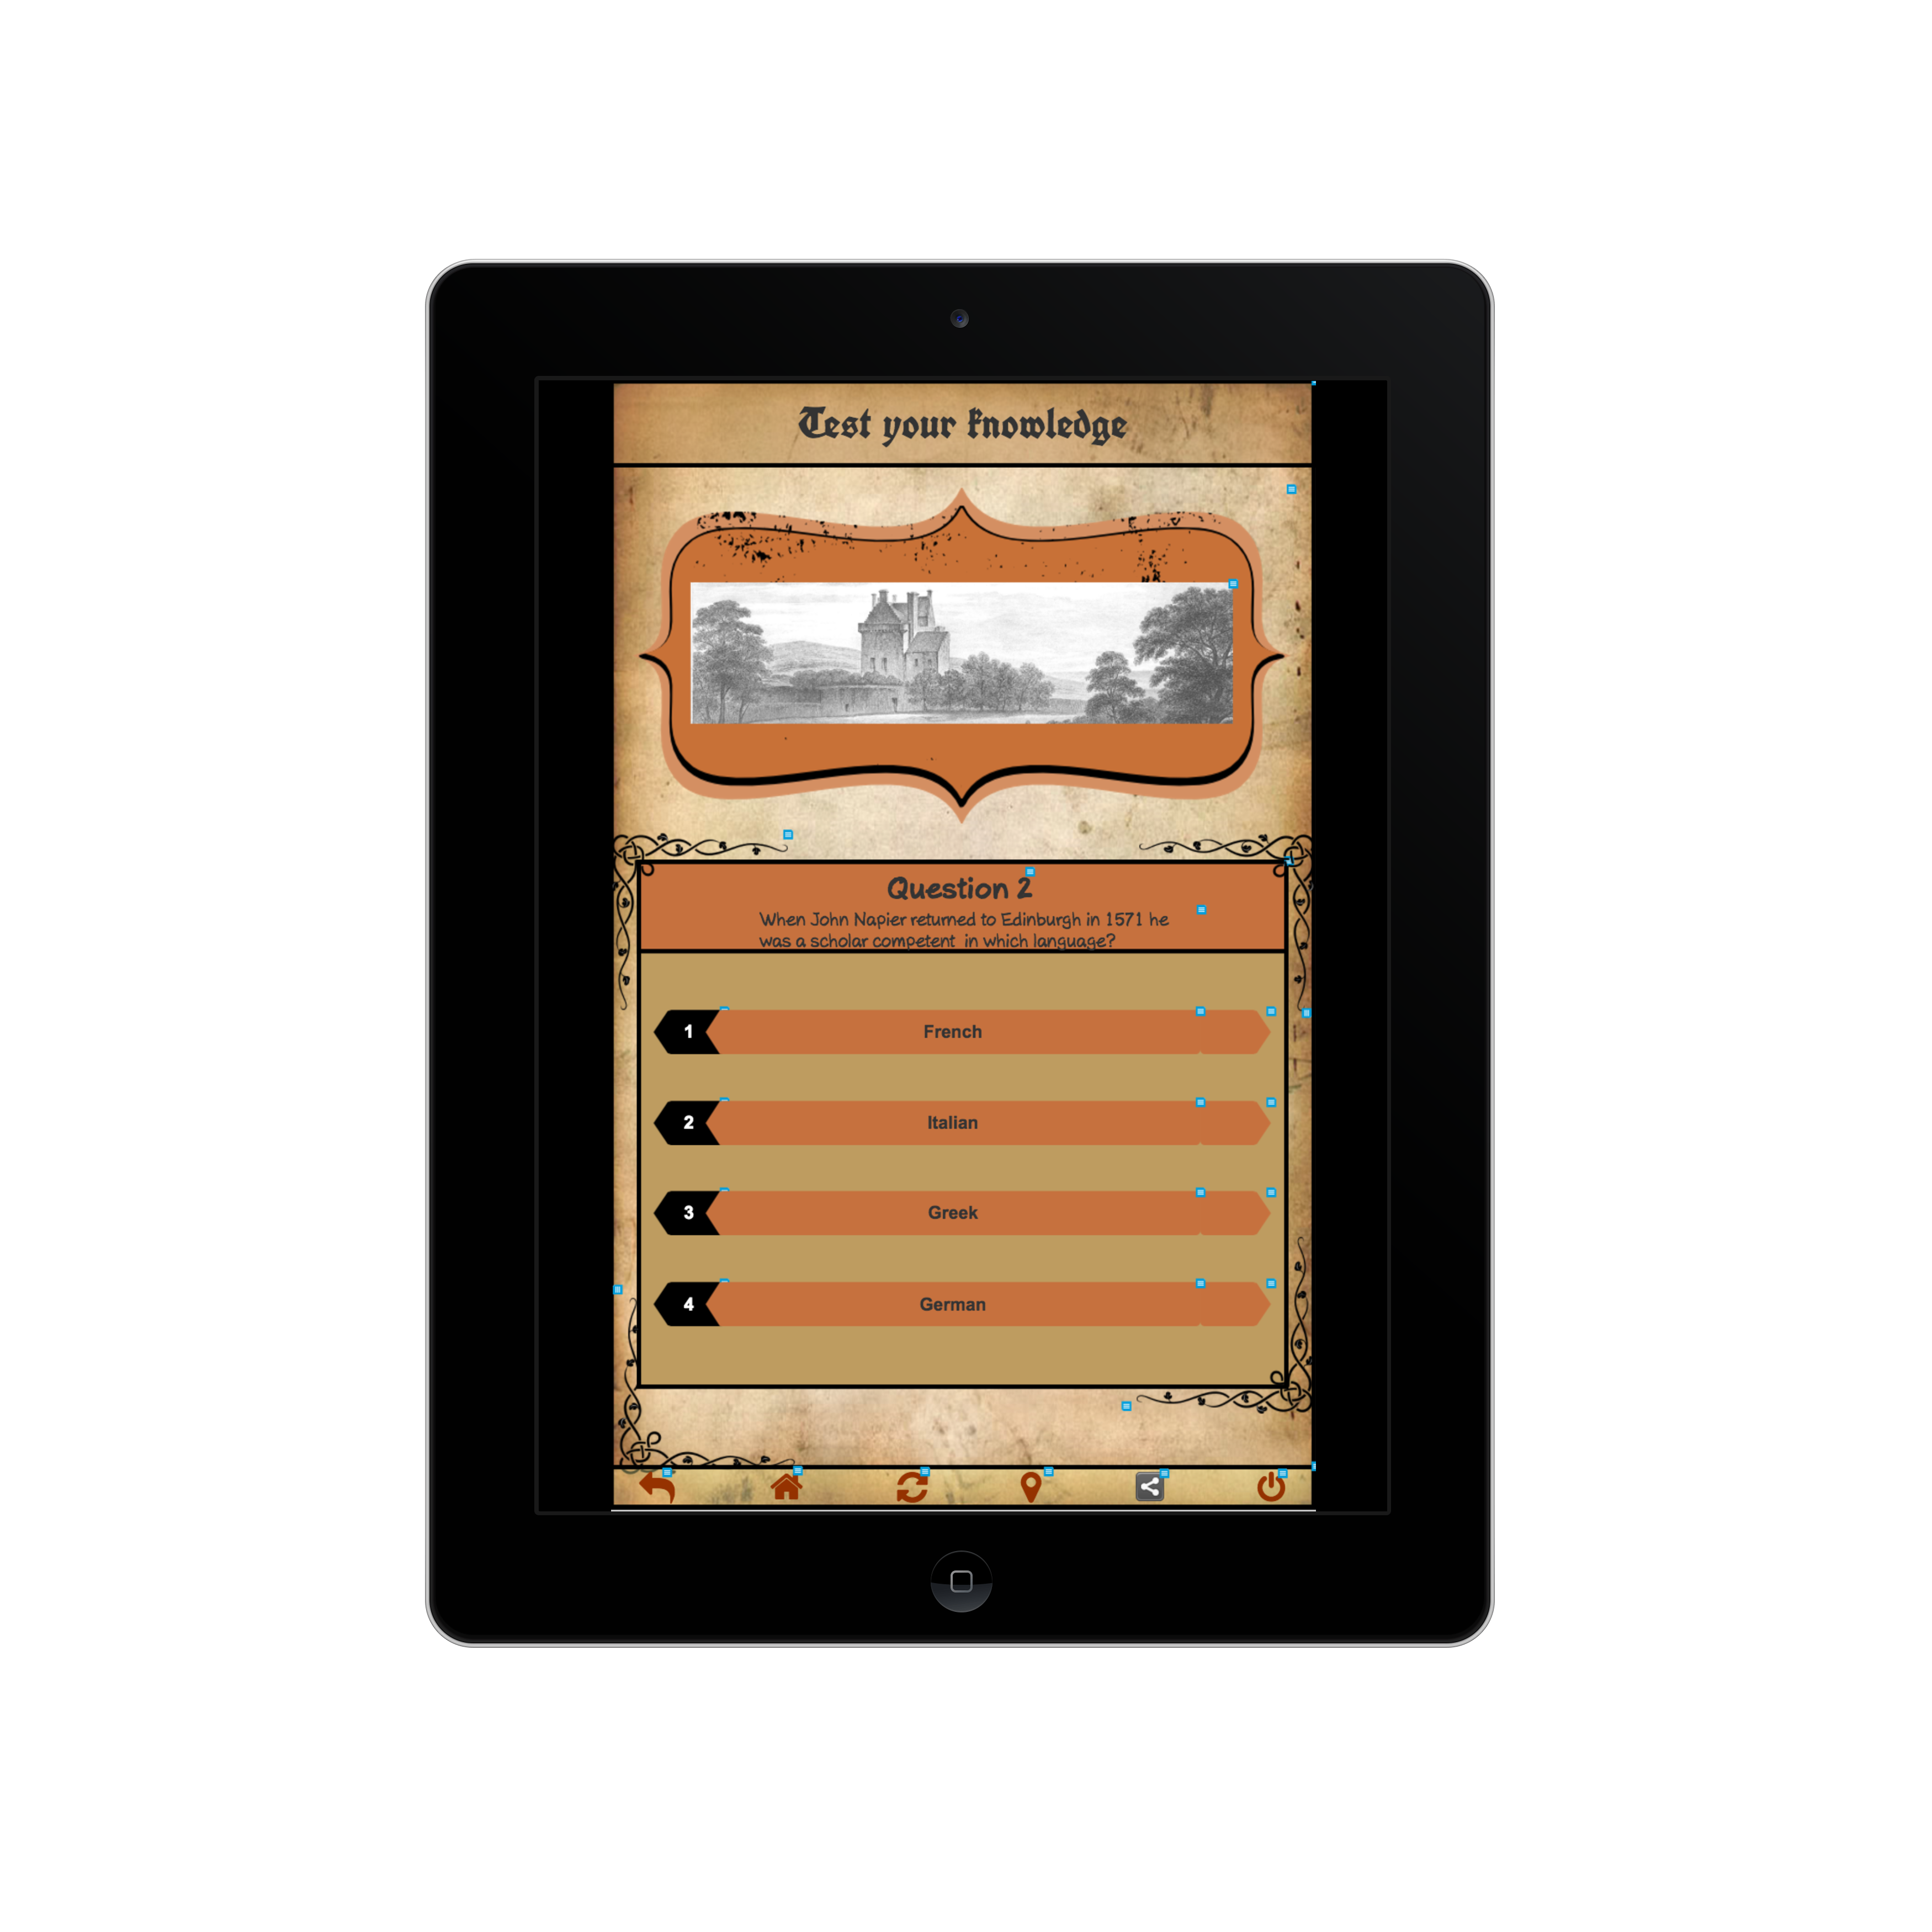 Test your knowledge
Question 2
When John Napier returned to Edinburgh in 1571 he
was a scholar competent in which language?
1 French
2 Italian
3 Greek
4 German